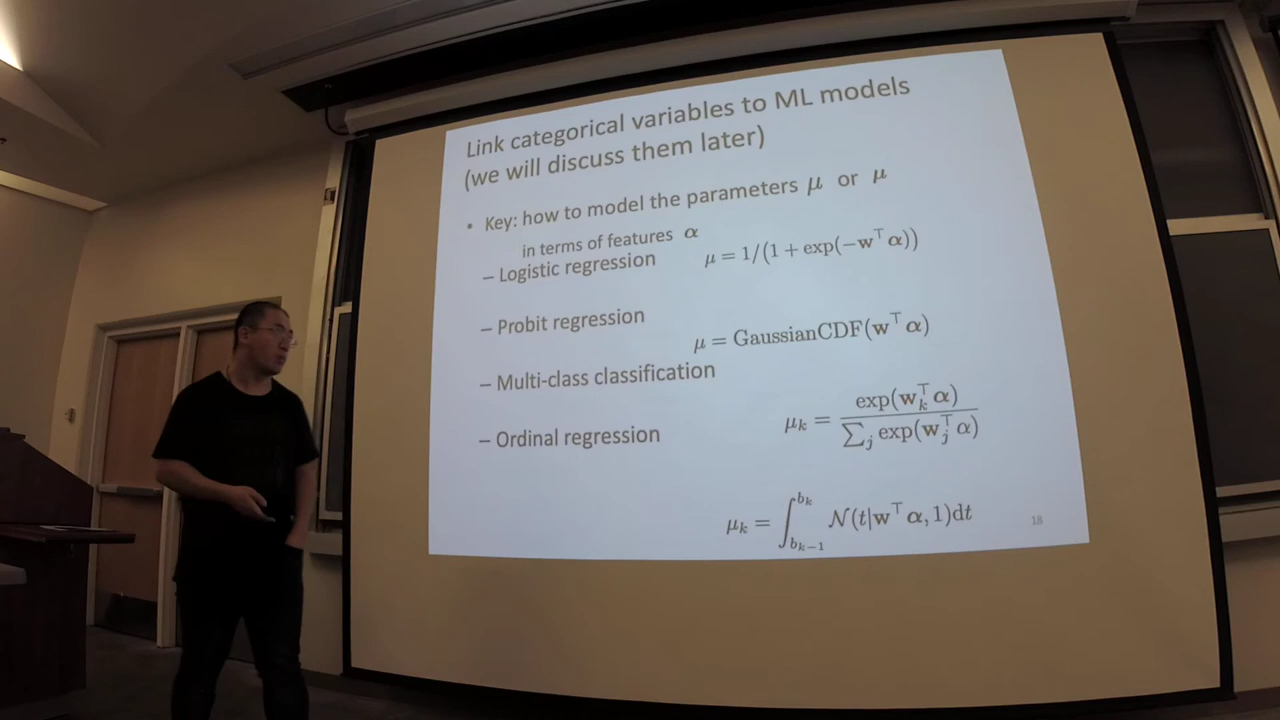 Link categorical variables to ML models
(we will discuss them later)
• Key: how to model the parameters μ or μ
in terms of features α
– Logistic regression
μ = 1/(1 + exp(−w⊤α))
– Probit regression
μ = GaussianCDF(w⊤α)
– Multi-class classification
μₖ = exp(wₖ⊤α) / ∑ⱼ exp(wⱼ⊤α)
– Ordinal regression
μₖ = ∫_{bₖ₋₁}^{bₖ} 𝒩(t|w⊤α, 1)dt
18